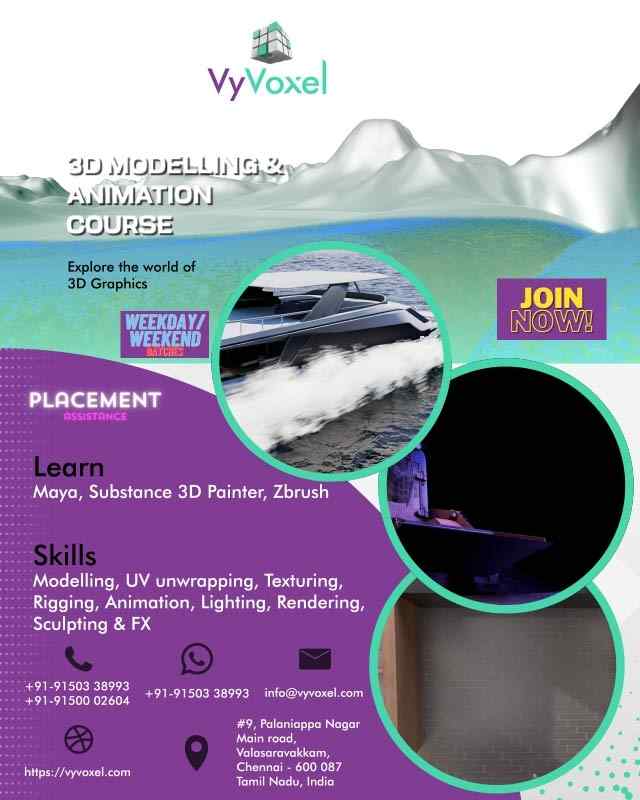 VyVoxel
3D MODELLING &
ANIMATION
COURSE
Explore the world of
3D Graphics
WEEKDAY/
WEEKEND
BATCHES
JOIN
NOW!
PLACEMENT
ASSISTANCE
Learn
Maya, Substance 3D Painter, Zbrush
Skills
Modelling, UV unwrapping, Texturing,
Rigging, Animation, Lighting, Rendering,
Sculpting & FX
+91-91503 38993
+91-91500 02604
+91-91503 38993
info@vyvoxel.com
https://vyvoxel.com
#9, Palaniappa Nagar
Main road,
Valasaravakkam,
Chennai - 600 087
Tamil Nadu, India